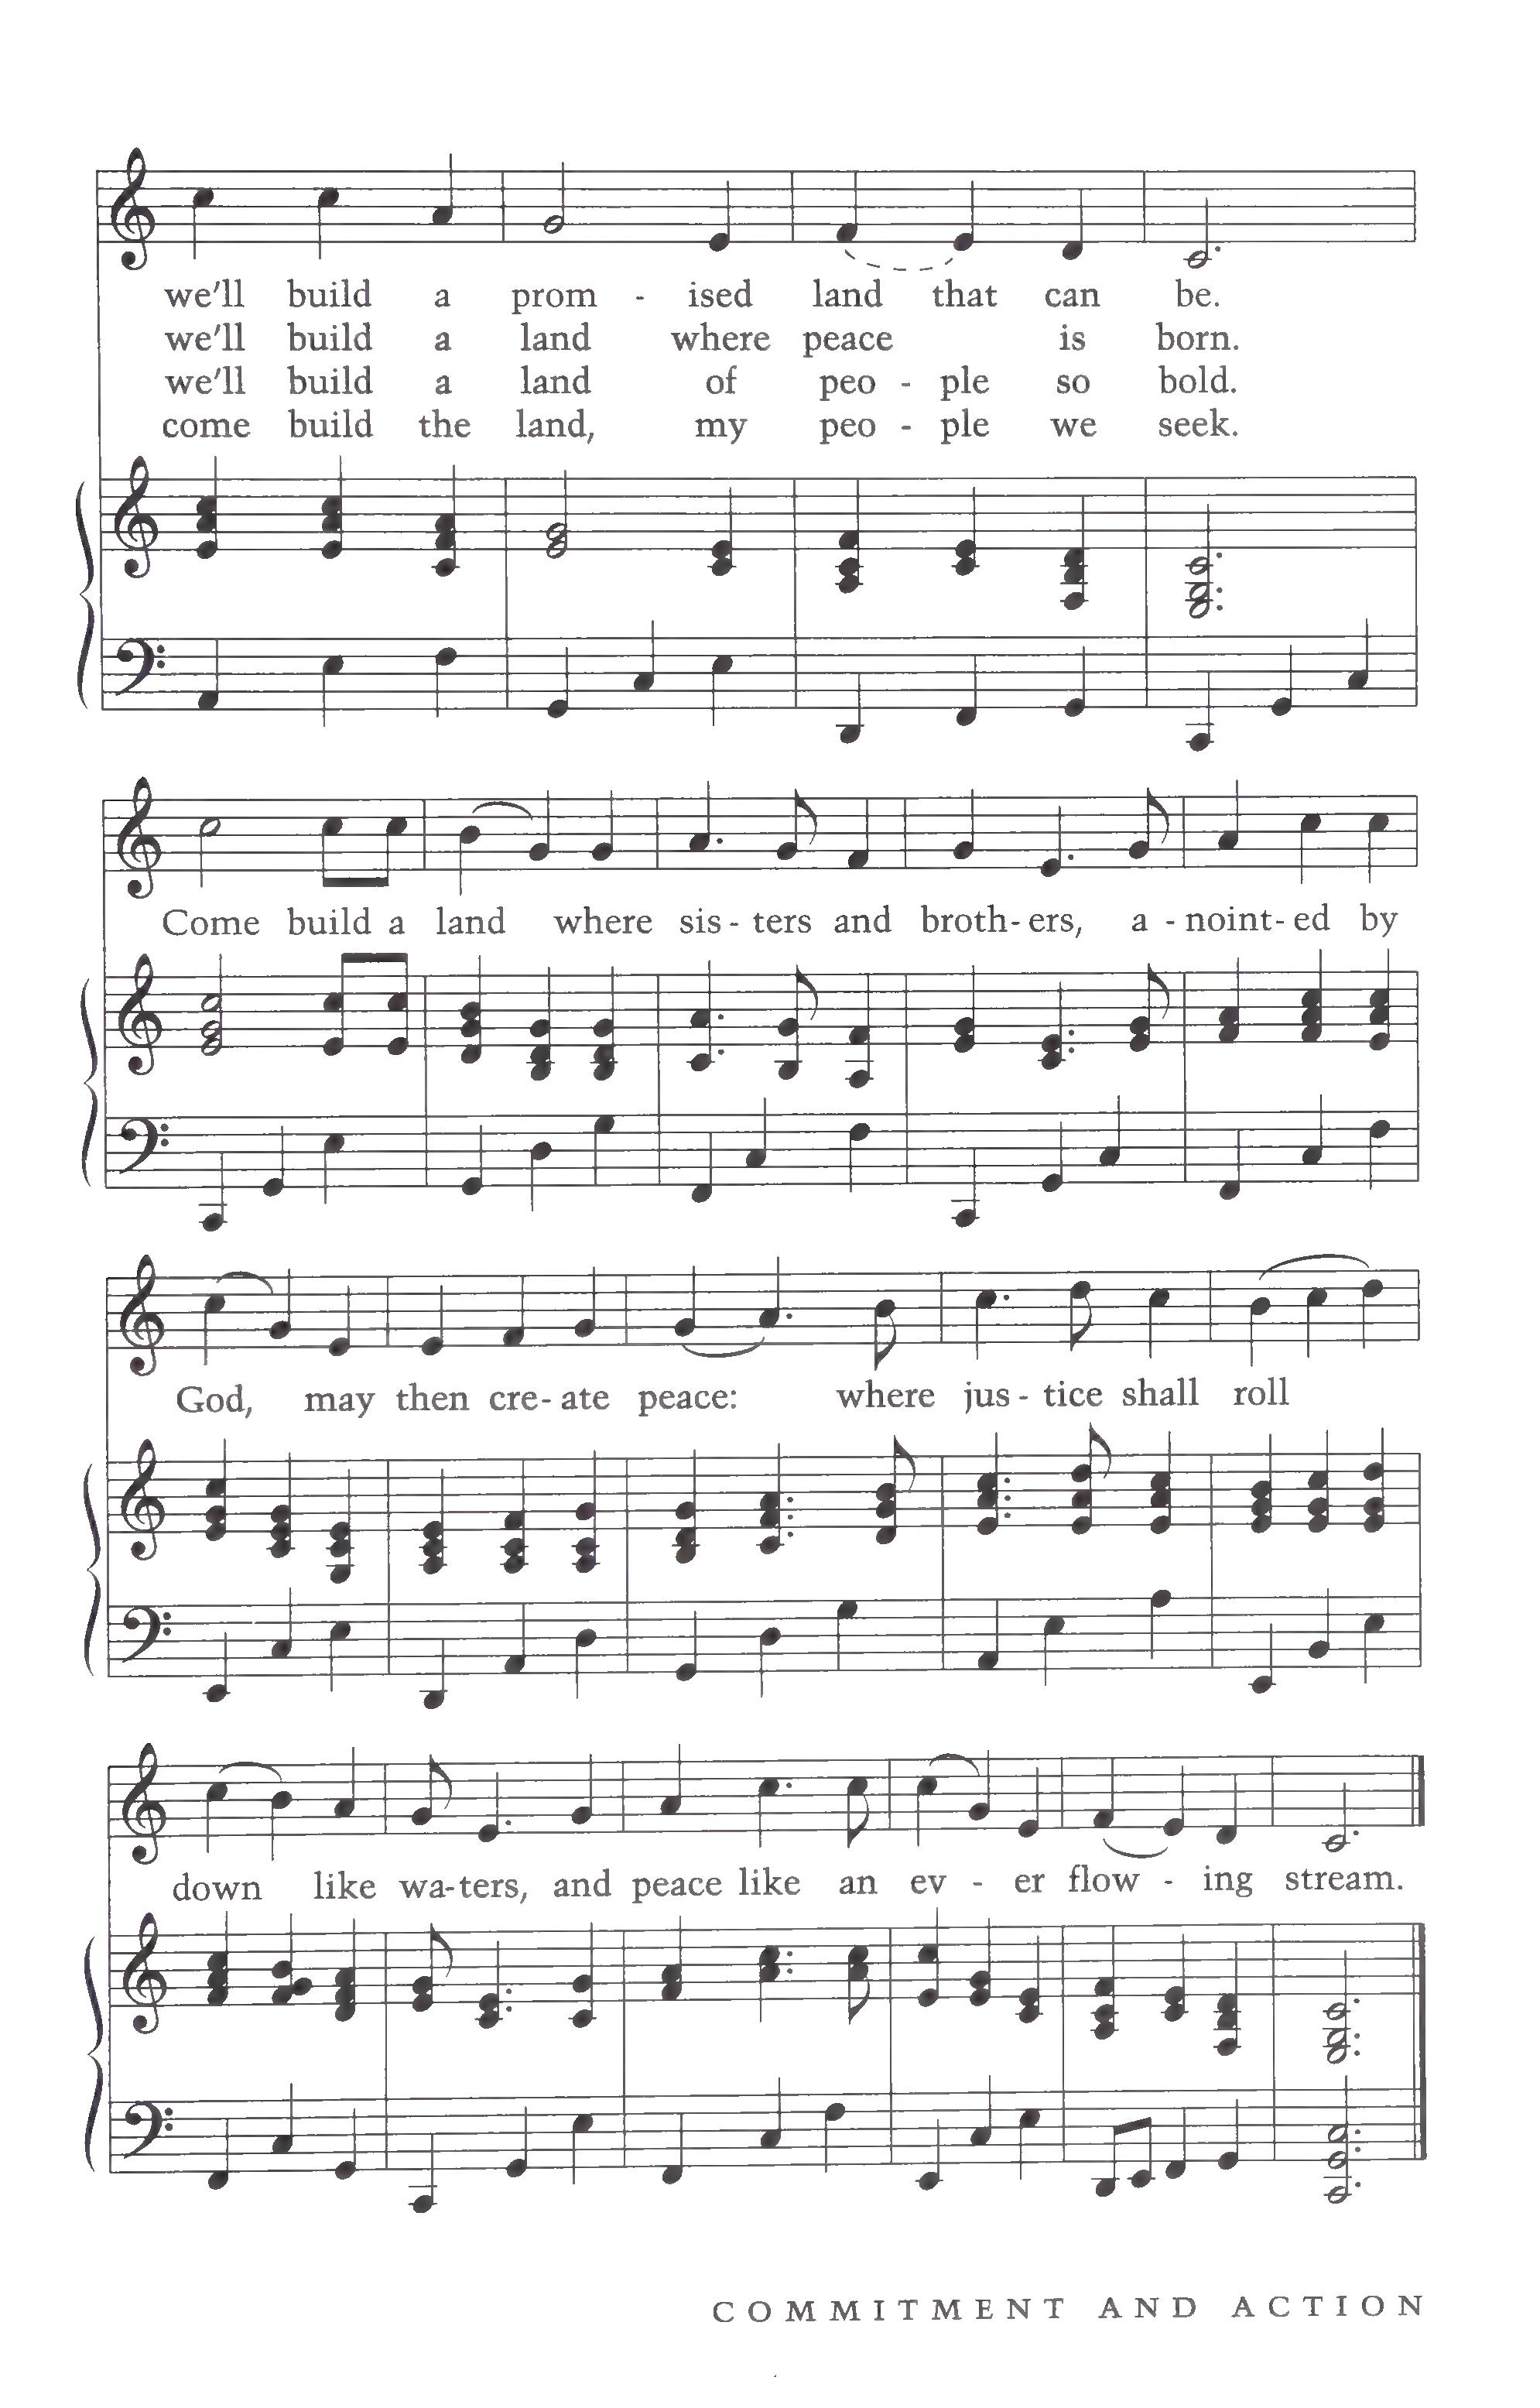 we'll build a prom - ised land that can be.
we'll build a land where peace is born.
we'll build a land of peo - ple so bold.
come build the land, my peo - ple we seek.
Come build a land where sis - ters and broth - ers, a - noint - ed by
God, may then cre - ate peace: where jus - tice shall roll
down like wa - ters, and peace like an ev - er flow - ing stream.
COMMITMENT AND ACTION